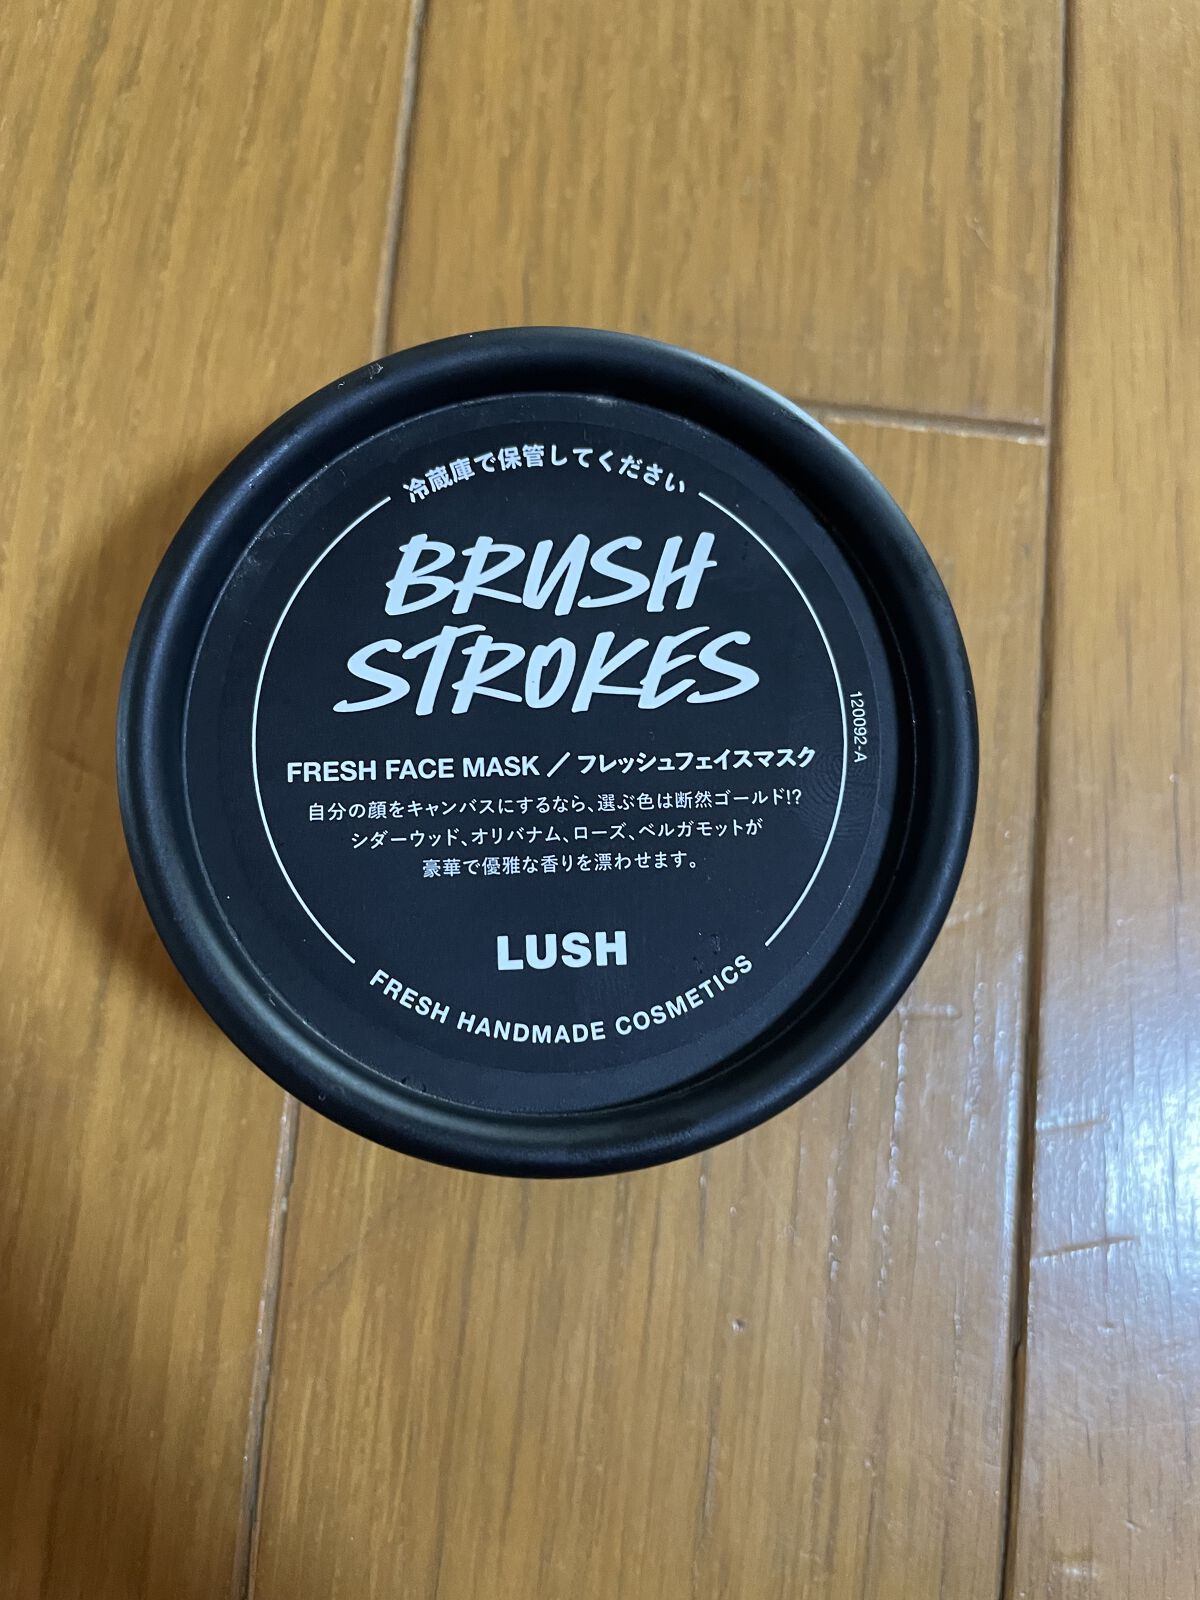 冷蔵庫で保管してください
BRUSH
STROKES
FRESH FACE MASK／フレッシュフェイスマスク
自分の顔をキャンバスにするなら、選ぶ色は断然ゴールド!?
シダーウッド、オリバナム、ローズ、ベルガモットが
豪華で優雅な香りを漂わせます。
120092-A
LUSH
FRESH HANDMADE COSMETICS